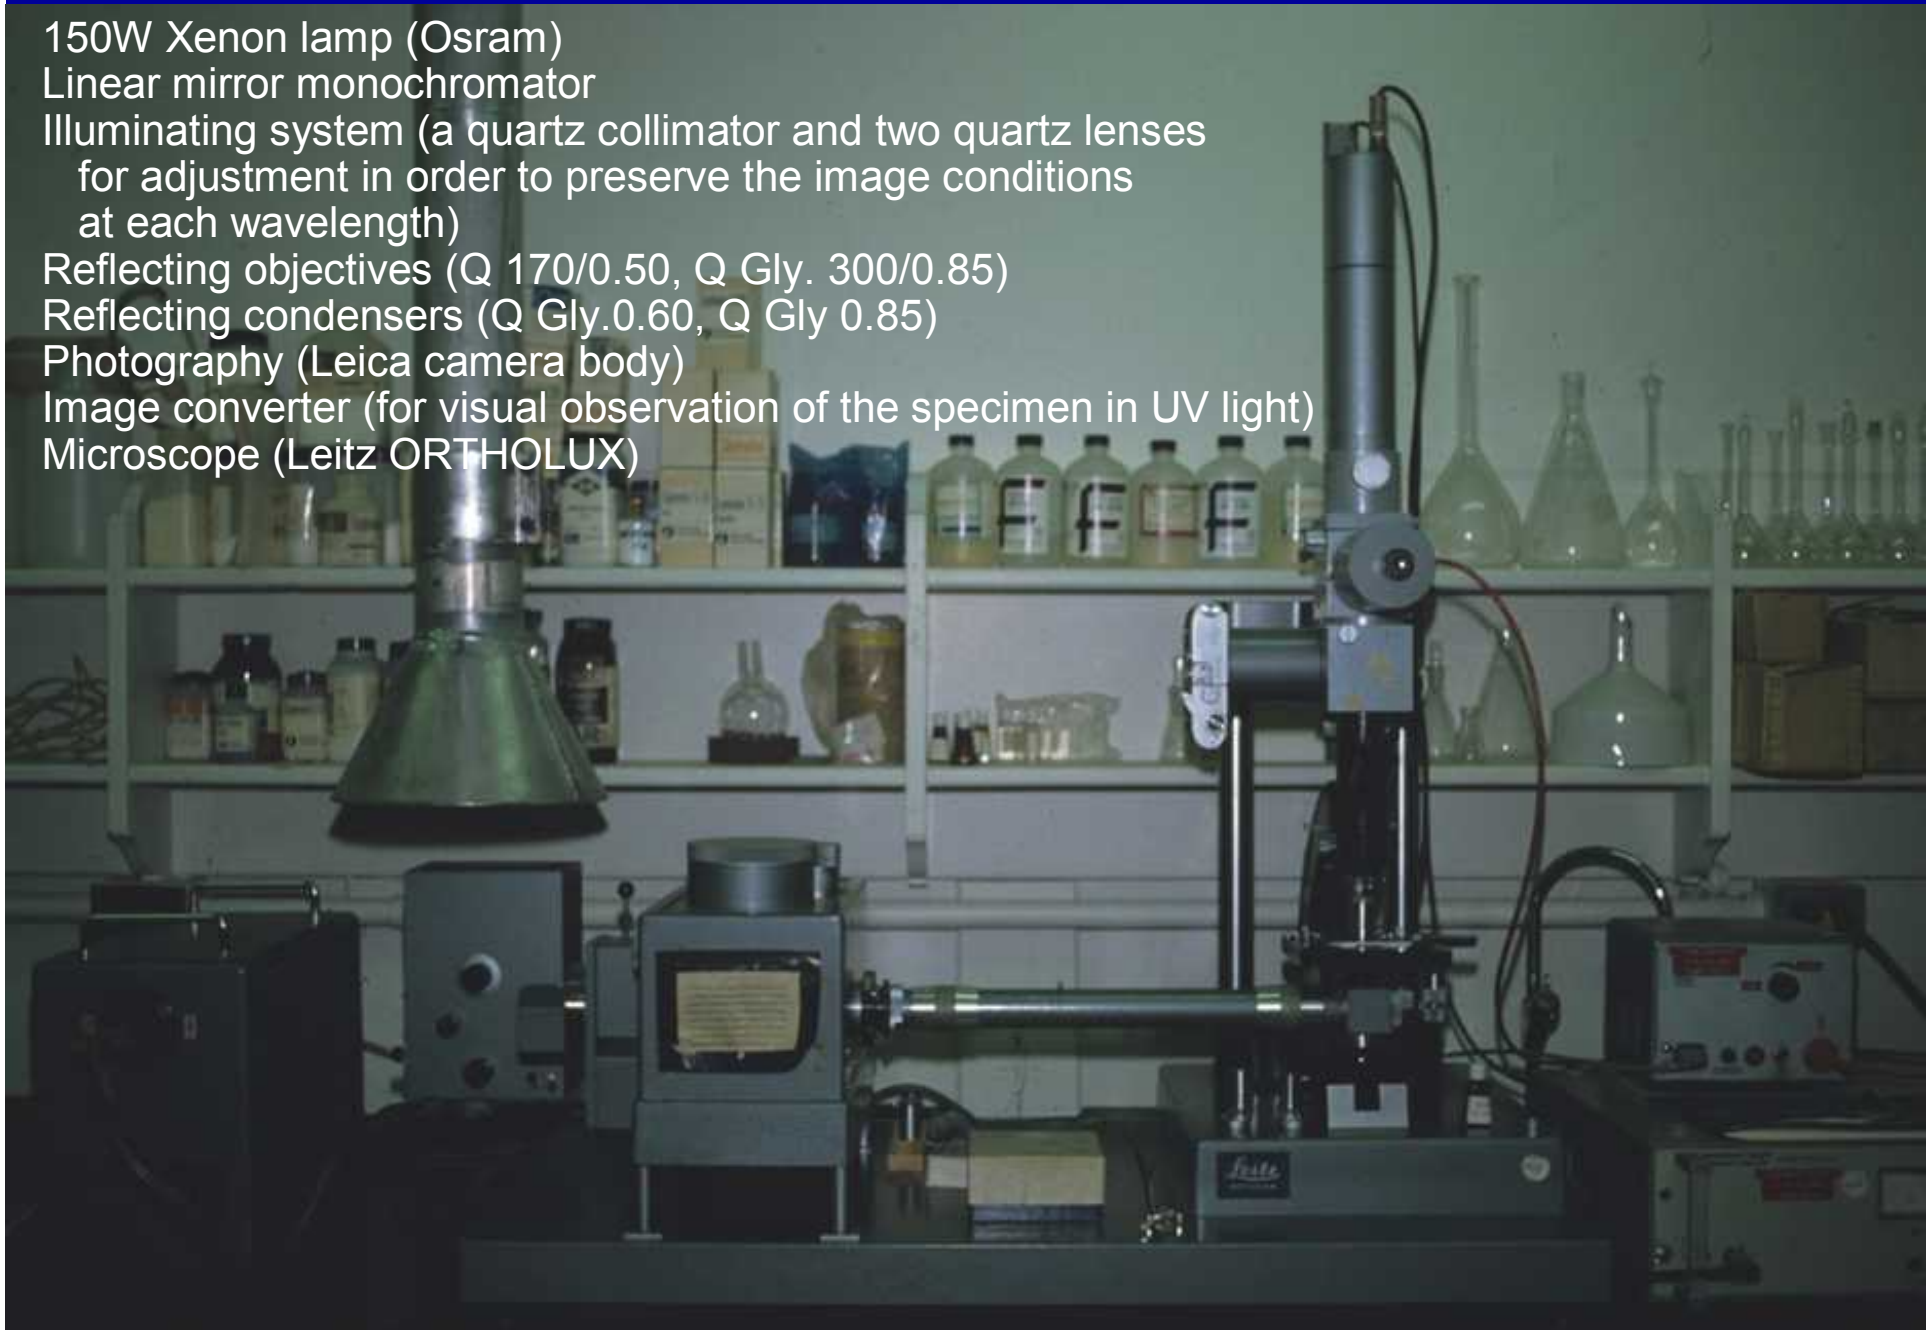 150W Xenon lamp (Osram)
Linear mirror monochromator
Illuminating system (a quartz collimator and two quartz lenses
for adjustment in order to preserve the image conditions
at each wavelength)
Reflecting objectives (Q 170/0.50, Q Gly. 300/0.85)
Reflecting condensers (Q Gly.0.60, Q Gly 0.85)
Photography (Leica camera body)
Image converter (for visual observation of the specimen in UV light)
Microscope (Leitz ORTHOLUX)
Leitz